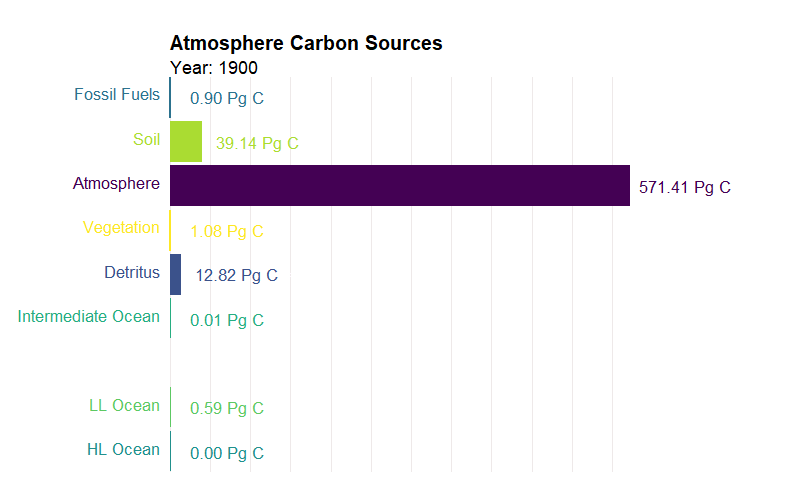 Atmosphere Carbon Sources
Year: 1900
Fossil Fuels 0.90 Pg C
Soil 39.14 Pg C
Atmosphere 571.41 Pg C
Vegetation 1.08 Pg C
Detritus 12.82 Pg C
Intermediate Ocean 0.01 Pg C
LL Ocean 0.59 Pg C
HL Ocean 0.00 Pg C